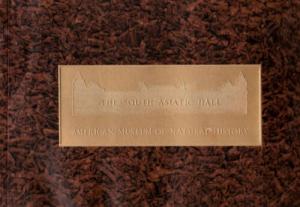 THE SOUTH ASIATIC HALL
AMERICAN MUSEUM OF NATURAL HISTORY